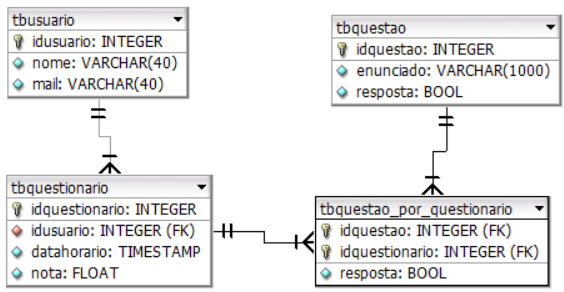 tbusuario
idusuario: INTEGER
nome: VARCHAR(40)
mail: VARCHAR(40)
tbquestao
idquestao: INTEGER
enunciado: VARCHAR(1000)
resposta: BOOL
tbquestionario
idquestionario: INTEGER
idusuario: INTEGER (FK)
datahorario: TIMESTAMP
nota: FLOAT
tbquestao_por_questionario
idquestao: INTEGER (FK)
idquestionario: INTEGER (FK)
resposta: BOOL